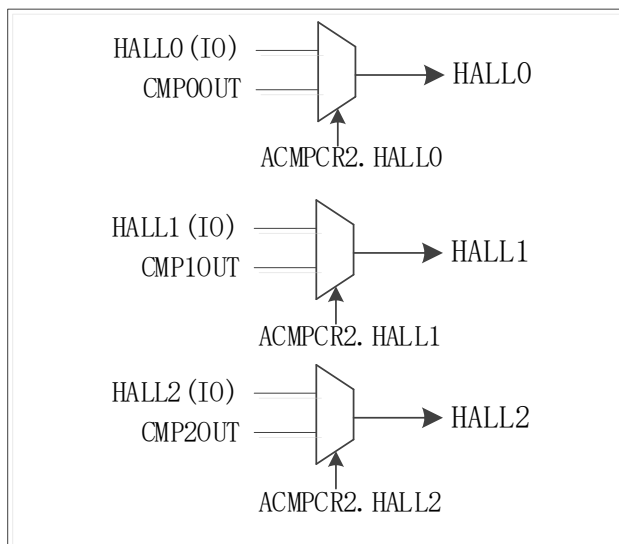 HALL0(IO)
CMP0OUT
HALL0
ACMPCR2.HALL0
HALL1(IO)
CMP1OUT
HALL1
ACMPCR2.HALL1
HALL2(IO)
CMP2OUT
HALL2
ACMPCR2.HALL2